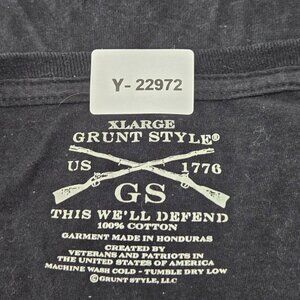 Y-22972
XLARGE
GRUNT STYLE®
US 1776
GS
THIS WE'LL DEFEND
100% COTTON
GARMENT MADE IN HONDURAS
CREATED BY
VETERANS AND PATRIOTS IN
THE UNITED STATES OF AMERICA
MACHINE WASH COLD - TUMBLE DRY LOW
©GRUNT STYLE, LLC